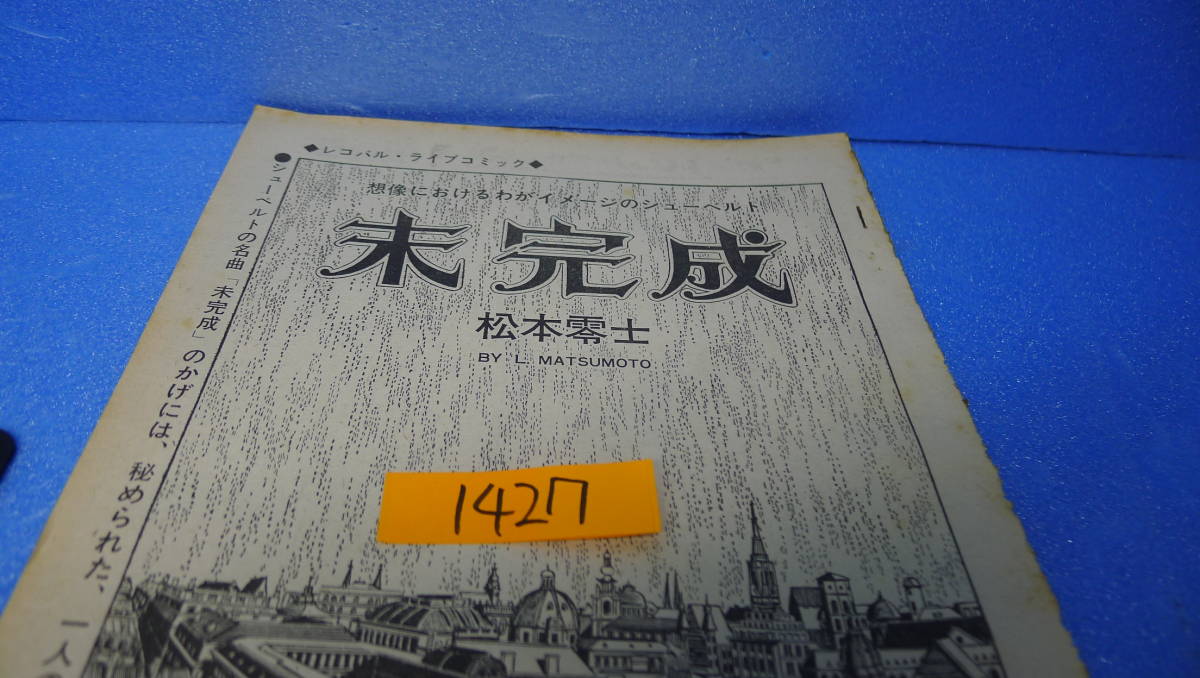 ◆レコパル・ライブコミック◆
想像におけるわがイメージのシューベルト
未完成
松本零士
BY L. MATSUMOTO
●シューベルトの名曲「未完成」のかげには、秘められた、一人
1427